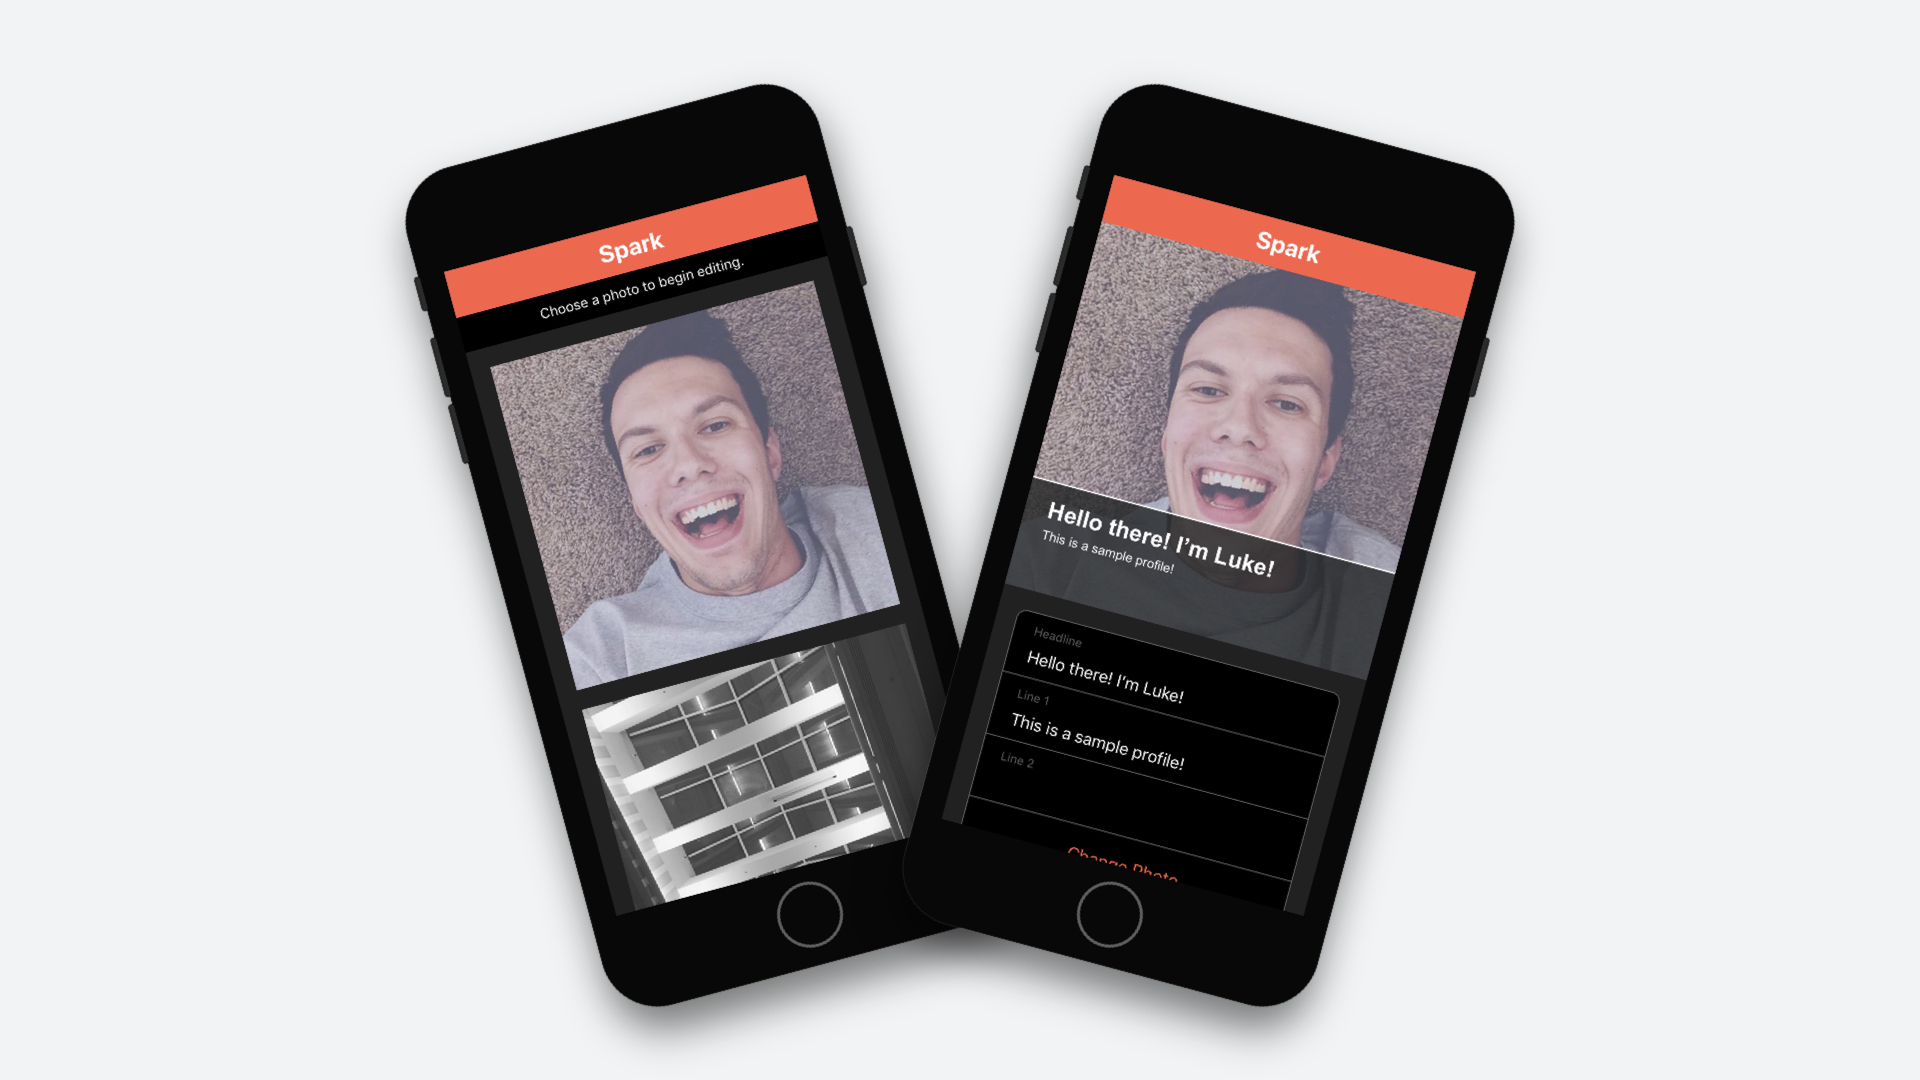 Spark
Choose a photo to begin editing.
Spark
Hello there! I’m Luke!
This is a sample profile!
Headline
Hello there! I’m Luke!
Line 1
This is a sample profile!
Line 2
Change Photo